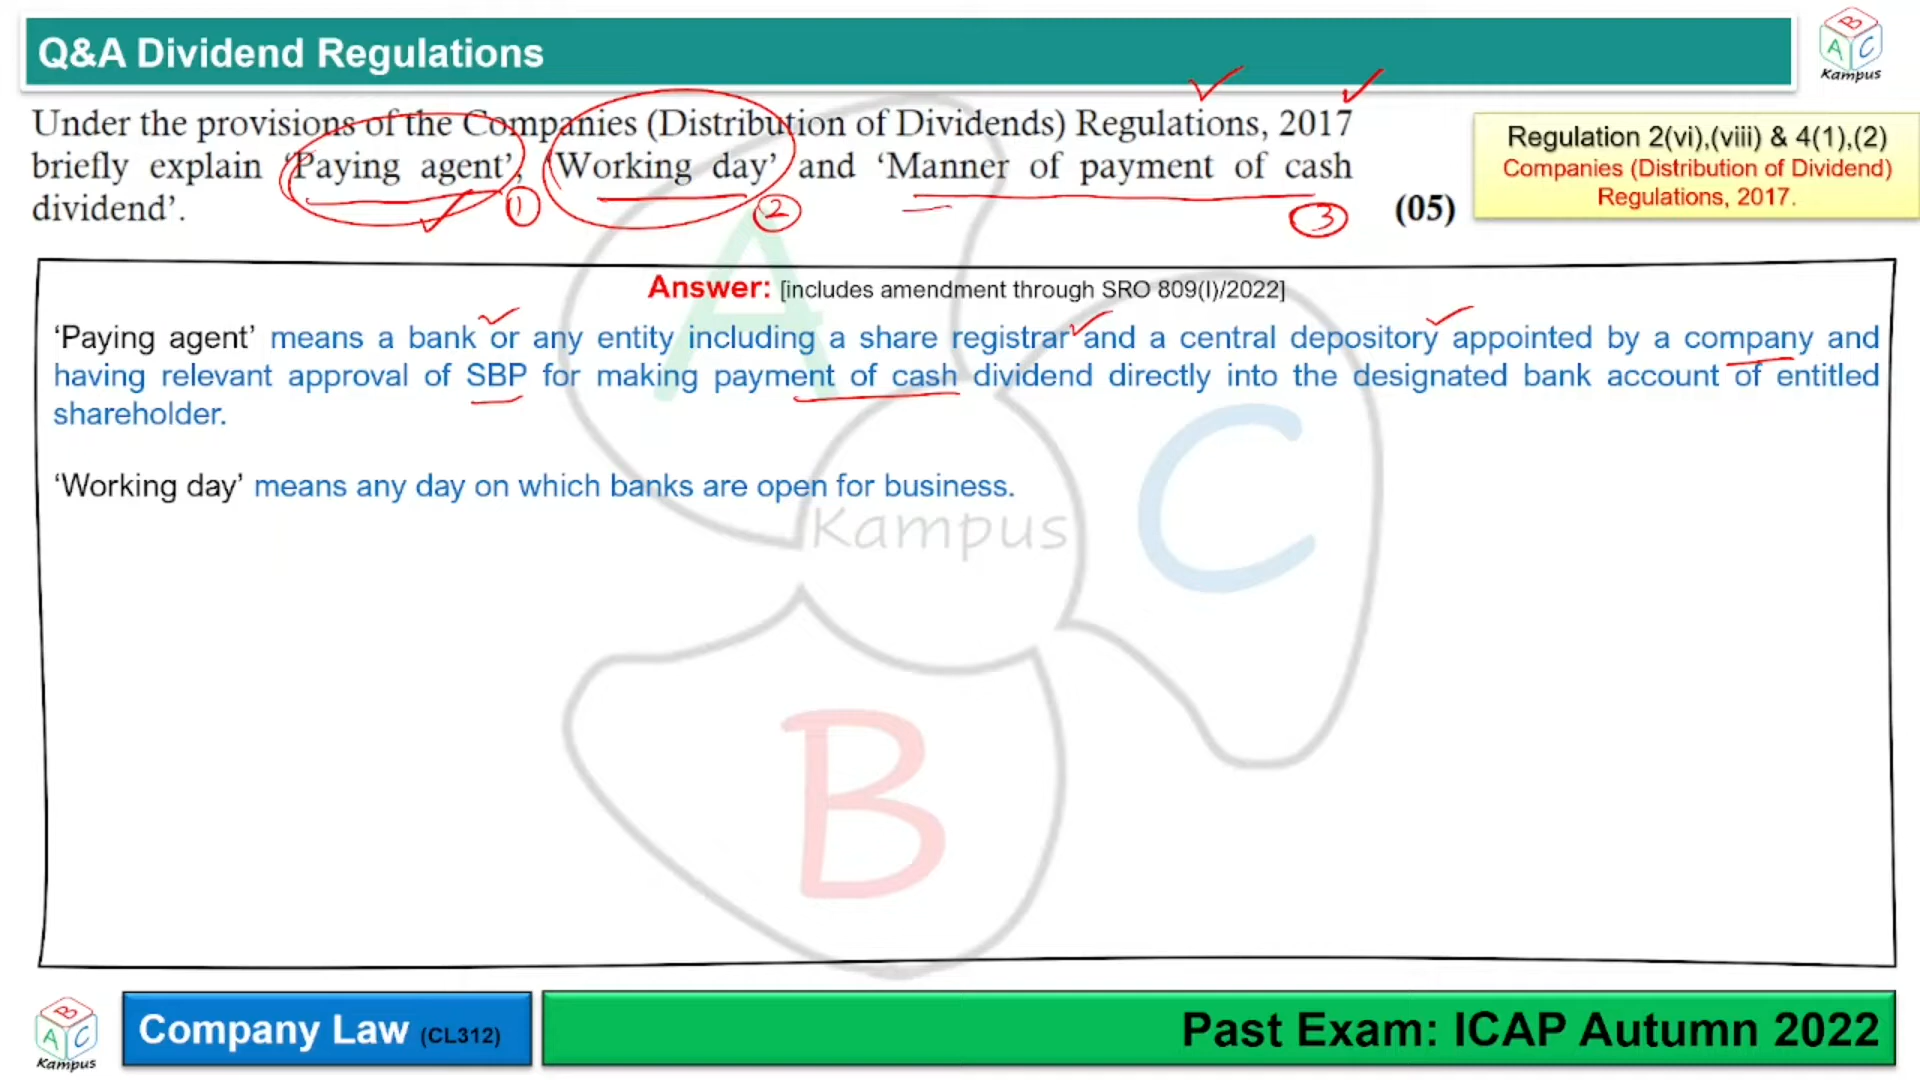 Q&A Dividend Regulations
B
A C
Kampus
Under the provisions of the Companies (Distribution of Dividends) Regulations, 2017
briefly explain ‘Paying agent’, ‘Working day’ and ‘Manner of payment of cash
dividend’.
1
2
3
(05)
Regulation 2(vi),(viii) & 4(1),(2)
Companies (Distribution of Dividend)
Regulations, 2017.
Answer: [includes amendment through SRO 809(I)/2022]
‘Paying agent’ means a bank or any entity including a share registrar and a central depository appointed by a company and
having relevant approval of SBP for making payment of cash dividend directly into the designated bank account of entitled
shareholder.
‘Working day’ means any day on which banks are open for business.
A
C
Kampus
B
B
A C
Kampus
Company Law (CL312)
Past Exam: ICAP Autumn 2022